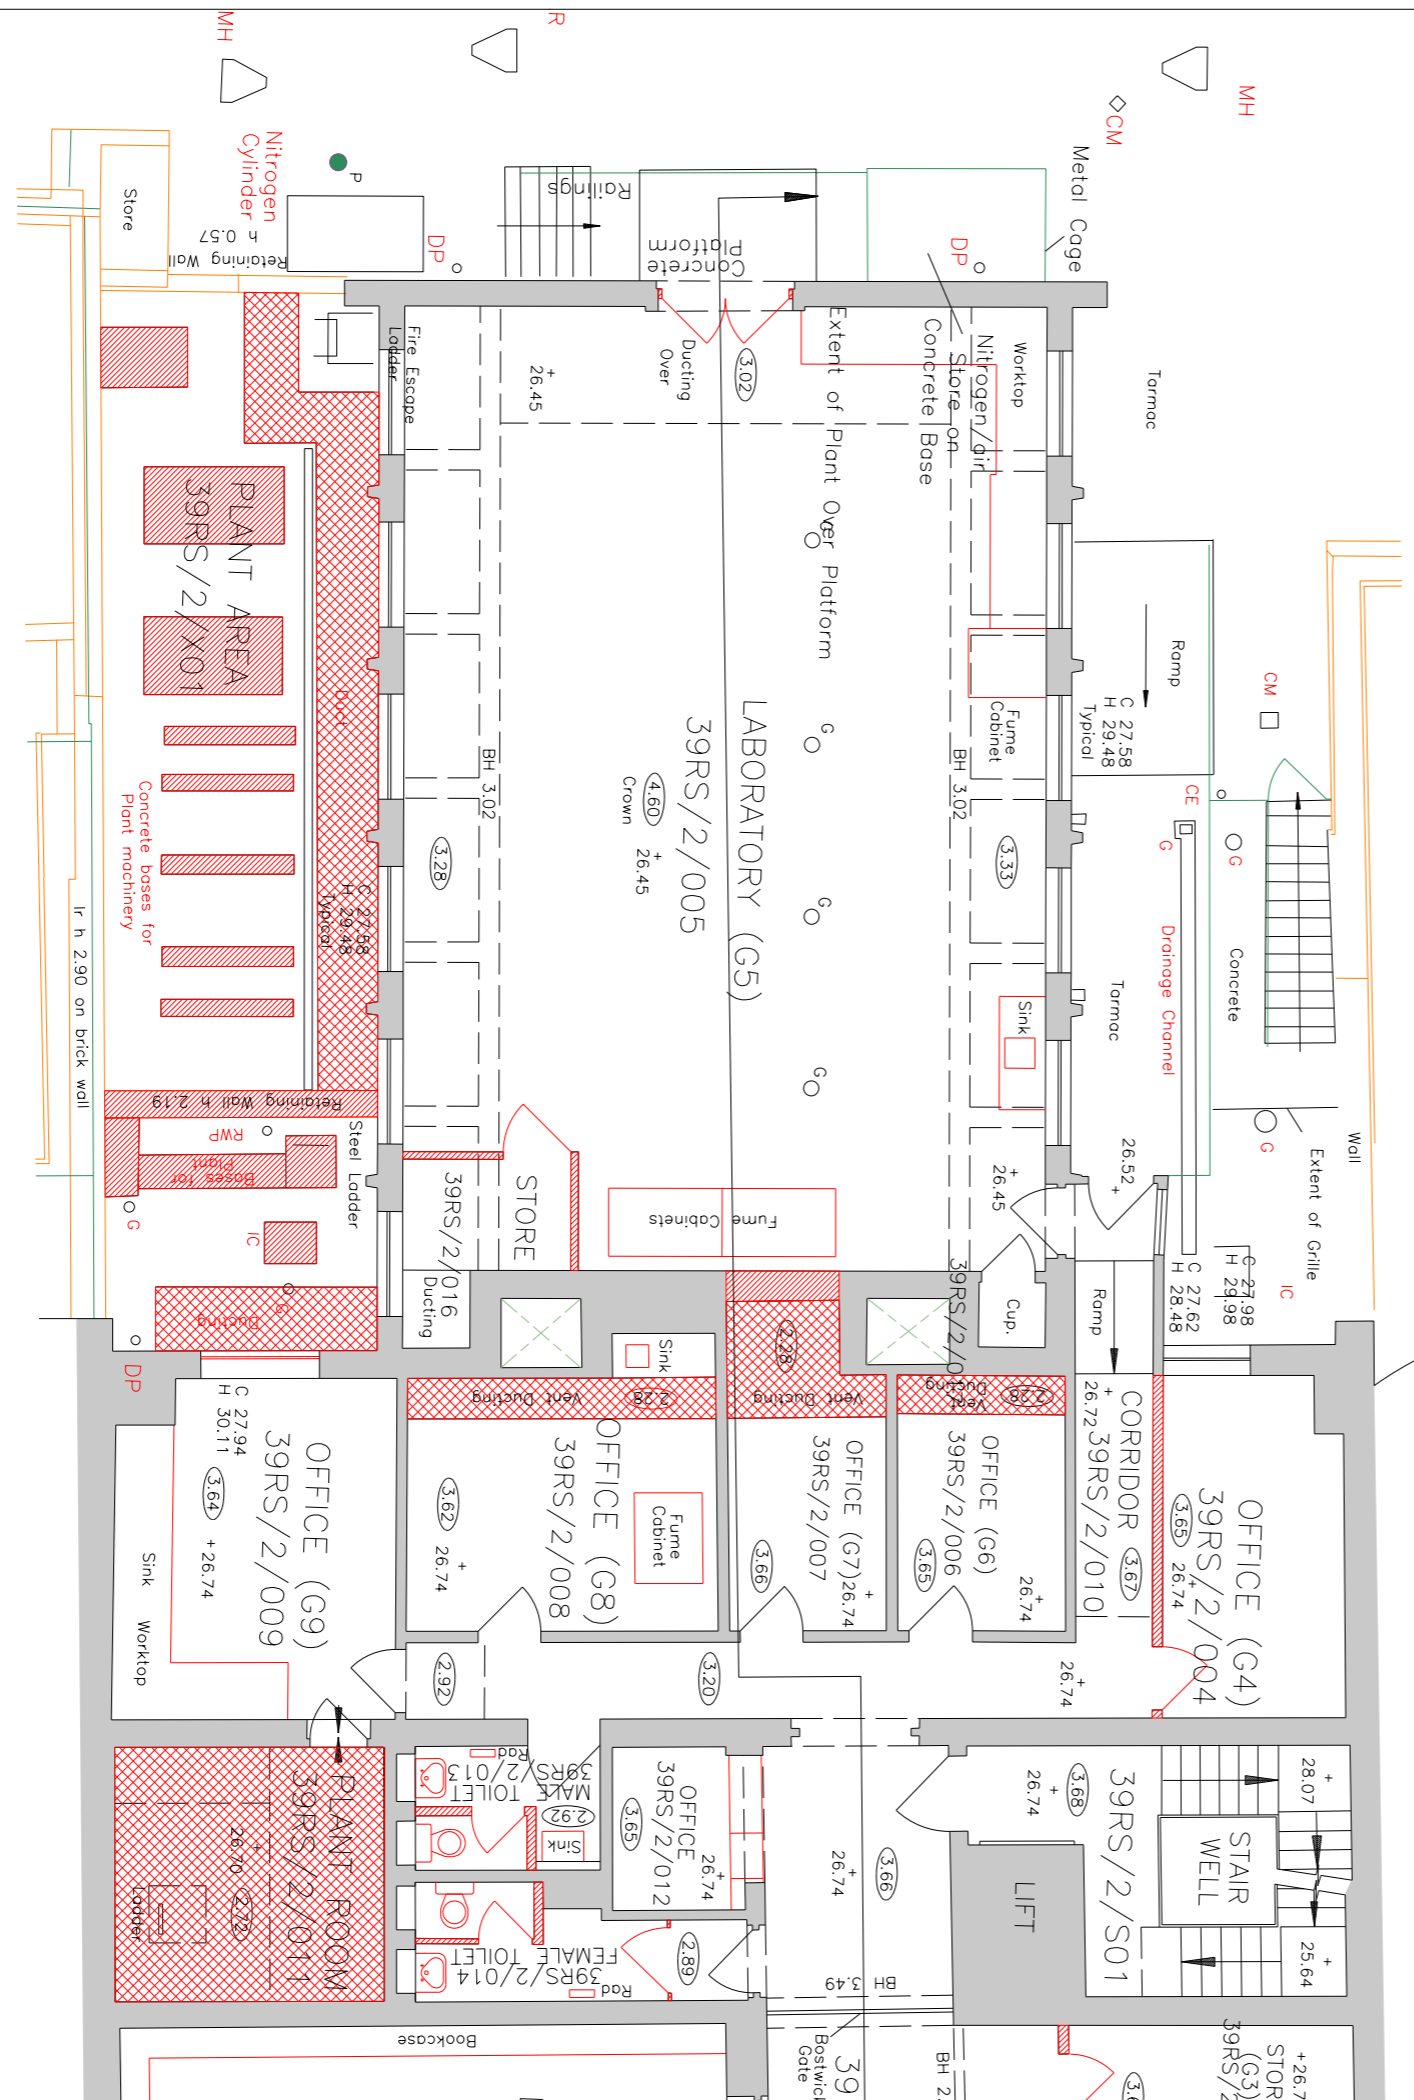 MH
R
MH
CM
Metal Cage
Nitrogen
Cylinder
P
h 0.57
Retaining Wall
Store
DP
Railings
Concrete
Platform
DP
Fire Escape
Ladder
26.45
Ducting
Over
3.02
Extent of Plant Over Platform
Concrete Base
Nitrogen/air
Store on
Worktop
Tarmac
PLANT AREA
39RS/2/X01
Duct
Concrete bases for
Plant machinery
C 27.58
H 29.48
Typical
Ir h 2.90 on brick wall
BH 3.02
3.28
LABORATORY (G5)
39RS/2/005
4.60
Crown
26.45
G
G
G
G
BH 3.02
3.33
Fume
Cabinet
Ramp
C 27.58
H 29.48
Typical
CM
CE
G
G
Drainage Channel
Concrete
Tarmac
Sink
26.45
26.52
G
Wall
Extent of Grille
IC
C 27.98
H 29.98
C 27.62
H 28.48
Retaining Wall h 2.19
RWP
Bases for
Plant
Steel Ladder
G
IC
G
Ducting
DP
STORE
39RS/2/016
Ducting
Fume Cabinets
Sink
Cup.
Ramp
2.28
Vent Ducting
2.28
Vent Ducting
2.28
Vent
Ducting
C 27.94
H 30.11
OFFICE (G9)
39RS/2/009
3.64
26.74
Sink
Worktop
OFFICE (G8)
39RS/2/008
3.62
26.74
Fume
Cabinet
OFFICE (G7)
39RS/2/007
3.66
26.74
OFFICE (G6)
39RS/2/006
3.65
26.74
CORRIDOR
39RS/2/010
26.72
3.67
OFFICE (G4)
39RS/2/004
3.65
26.74
2.92
3.20
26.74
PLANT ROOM
39RS/2/011
26.70
2.72
Ladder
Rad
MALE TOILET
39RS/2/013
2.92
Sink
OFFICE
39RS/2/012
3.65
26.74
FEMALE TOILET
39RS/2/014
Rad
2.89
3.66
26.74
BH 3.49
3.68
26.74
39RS/2/S01
LIFT
STAIR
WELL
28.07
25.64
Bookcase
Gate
39
BH 2.
(G3)